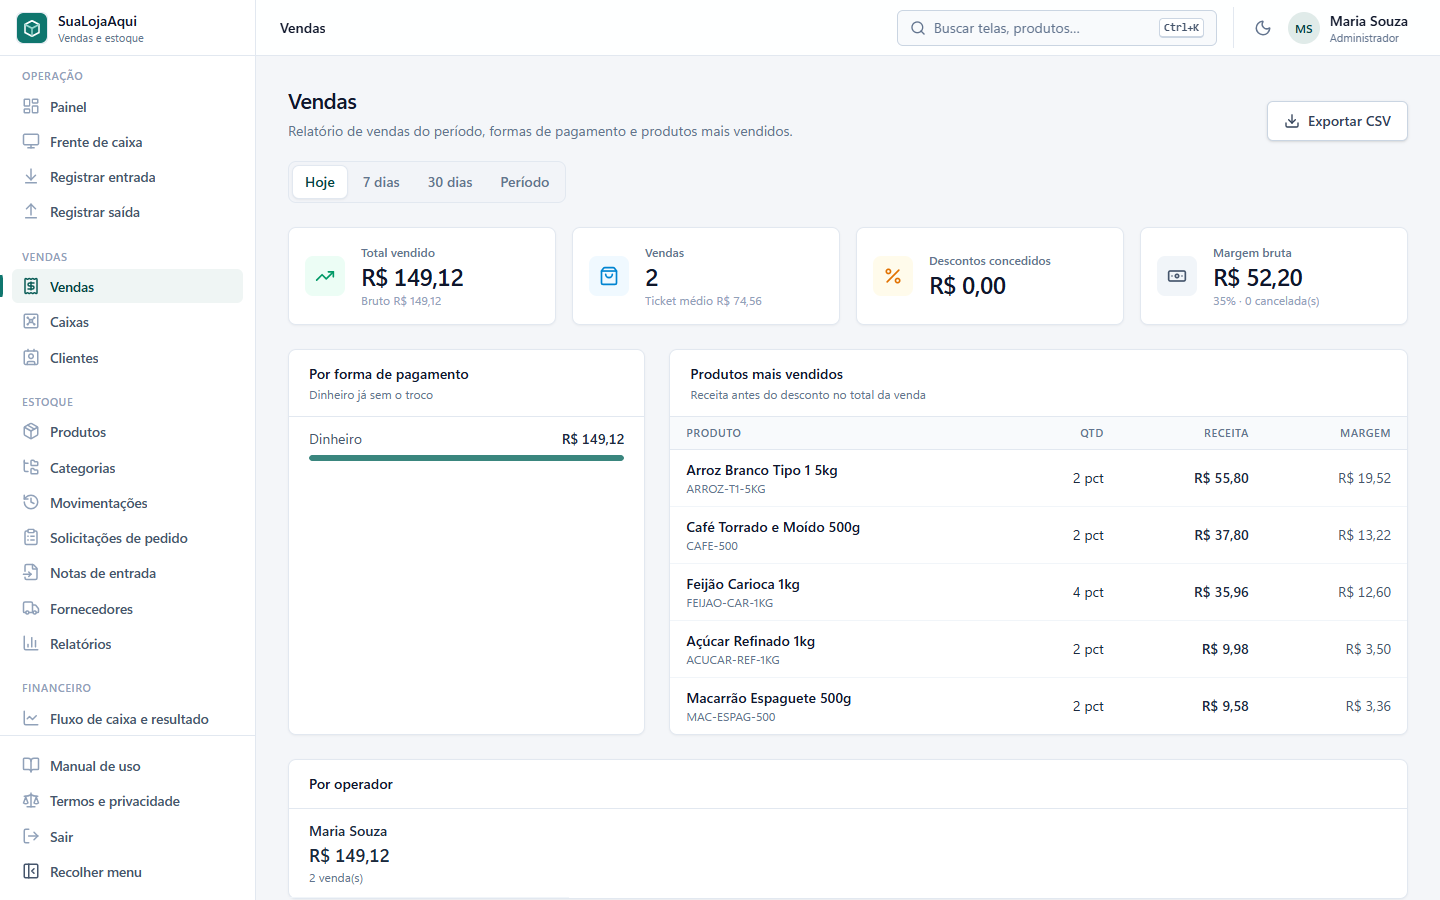 SuaLojaAqui
Vendas e estoque
Vendas
Buscar telas, produtos...
Ctrl+K
MS
Maria Souza
Administrador
OPERAÇÃO
Painel
Frente de caixa
Registrar entrada
Registrar saída
VENDAS
Vendas
Caixas
Clientes
ESTOQUE
Produtos
Categorias
Movimentações
Solicitações de pedido
Notas de entrada
Fornecedores
Relatórios
FINANCEIRO
Fluxo de caixa e resultado
Manual de uso
Termos e privacidade
Sair
Recolher menu
Vendas
Relatório de vendas do período, formas de pagamento e produtos mais vendidos.
Exportar CSV
Hoje 7 dias 30 dias Período
Total vendido
R$ 149,12
Bruto R$ 149,12
Vendas
2
Ticket médio R$ 74,56
Descontos concedidos
R$ 0,00
Margem bruta
R$ 52,20
35% · 0 cancelada(s)
Por forma de pagamento
Dinheiro já sem o troco
Dinheiro R$ 149,12
Produtos mais vendidos
Receita antes do desconto no total da venda
PRODUTO QTD RECEITA MARGEM
Arroz Branco Tipo 1 5kg
ARROZ-T1-5KG
2 pct R$ 55,80 R$ 19,52
Café Torrado e Moído 500g
CAFE-500
2 pct R$ 37,80 R$ 13,22
Feijão Carioca 1kg
FEIJAO-CAR-1KG
4 pct R$ 35,96 R$ 12,60
Açúcar Refinado 1kg
ACUCAR-REF-1KG
2 pct R$ 9,98 R$ 3,50
Macarrão Espaguete 500g
MAC-ESPAG-500
2 pct R$ 9,58 R$ 3,36
Por operador
Maria Souza
R$ 149,12
2 venda(s)